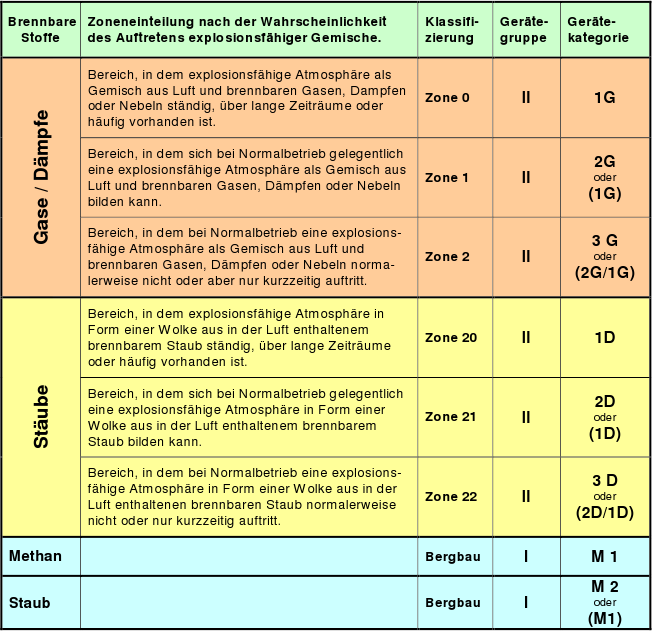 Brennbare
Stoffe
Zoneneinteilung nach der Wahrscheinlichkeit
des Auftretens explosionsfähiger Gemische.
Klassifi-
zierung
Geräte-
gruppe
Geräte-
kategorie
Gase / Dämpfe
Bereich, in dem explosionsfähige Atmosphäre als
Gemisch aus Luft und brennbaren Gasen, Dampfen
oder Nebeln ständig, über lange Zeiträume oder
häufig vorhanden ist.
Zone 0
II
1G
Bereich, in dem sich bei Normalbetrieb gelegentlich
eine explosionsfähige Atmosphäre als Gemisch aus
Luft und brennbaren Gasen, Dämpfen oder Nebeln
bilden kann.
Zone 1
II
2G
oder
(1G)
Bereich, in dem bei Normalbetrieb eine explosions-
fähige Atmosphäre als Gemisch aus Luft und
brennbaren Gasen, Dämpfen oder Nebeln norma-
lerweise nicht oder aber nur kurzzeitig auftritt.
Zone 2
II
3 G
oder
(2G/1G)
Stäube
Bereich, in dem explosionsfähige Atmosphäre in
Form einer Wolke aus in der Luft enthaltenem
brennbarem Staub ständig, über lange Zeiträume
oder häufig vorhanden ist.
Zone 20
II
1D
Bereich, in dem sich bei Normalbetrieb gelegentlich
eine explosionsfähige Atmosphäre in Form einer
Wolke aus in der Luft enthaltenem brennbarem
Staub bilden kann.
Zone 21
II
2D
oder
(1D)
Bereich, in dem bei Normalbetrieb eine explosions-
fähige Atmosphäre in Form einer Wolke aus in der
Luft enthaltenen brennbaren Staub normalerweise
nicht oder nur kurzzeitig auftritt.
Zone 22
II
3 D
oder
(2D/1D)
Methan
Bergbau
I
M 1
Staub
Bergbau
I
M 2
oder
(M1)